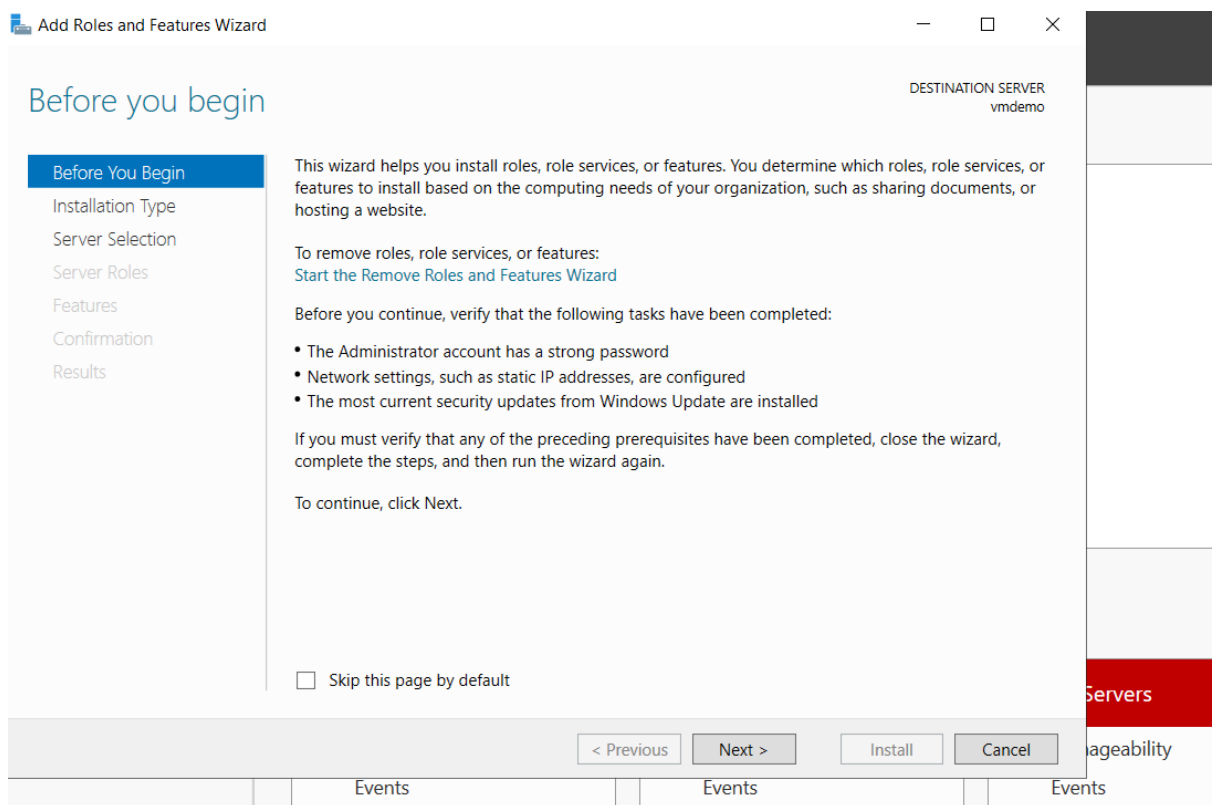 Add Roles and Features Wizard
Before you begin
DESTINATION SERVER
vmdemo
Before You Begin
Installation Type
Server Selection
Server Roles
Features
Confirmation
Results
This wizard helps you install roles, role services, or features. You determine which roles, role services, or
features to install based on the computing needs of your organization, such as sharing documents, or
hosting a website.
To remove roles, role services, or features:
Start the Remove Roles and Features Wizard
Before you continue, verify that the following tasks have been completed:
• The Administrator account has a strong password
• Network settings, such as static IP addresses, are configured
• The most current security updates from Windows Update are installed
If you must verify that any of the preceding prerequisites have been completed, close the wizard,
complete the steps, and then run the wizard again.
To continue, click Next.
Skip this page by default
< Previous
Next >
Install
Cancel
Servers
ageability
Events
Events
Events